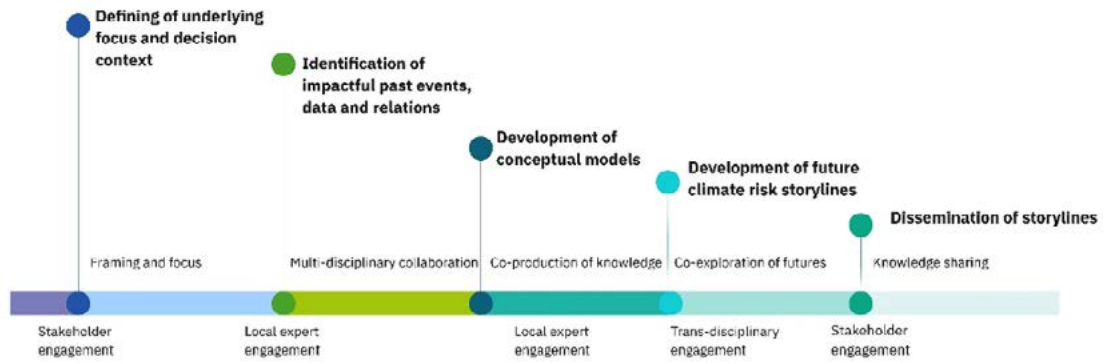 Defining of underlying
focus and decision
context
Identification of
impactful past events,
data and relations
Development of
conceptual models
Development of future
climate risk storylines
Dissemination of storylines
Framing and focus
Multi-disciplinary collaboration
Co-production of knowledge
Co-exploration of futures
Knowledge sharing
Stakeholder
engagement
Local expert
engagement
Local expert
engagement
Trans-disciplinary
engagement
Stakeholder
engagement